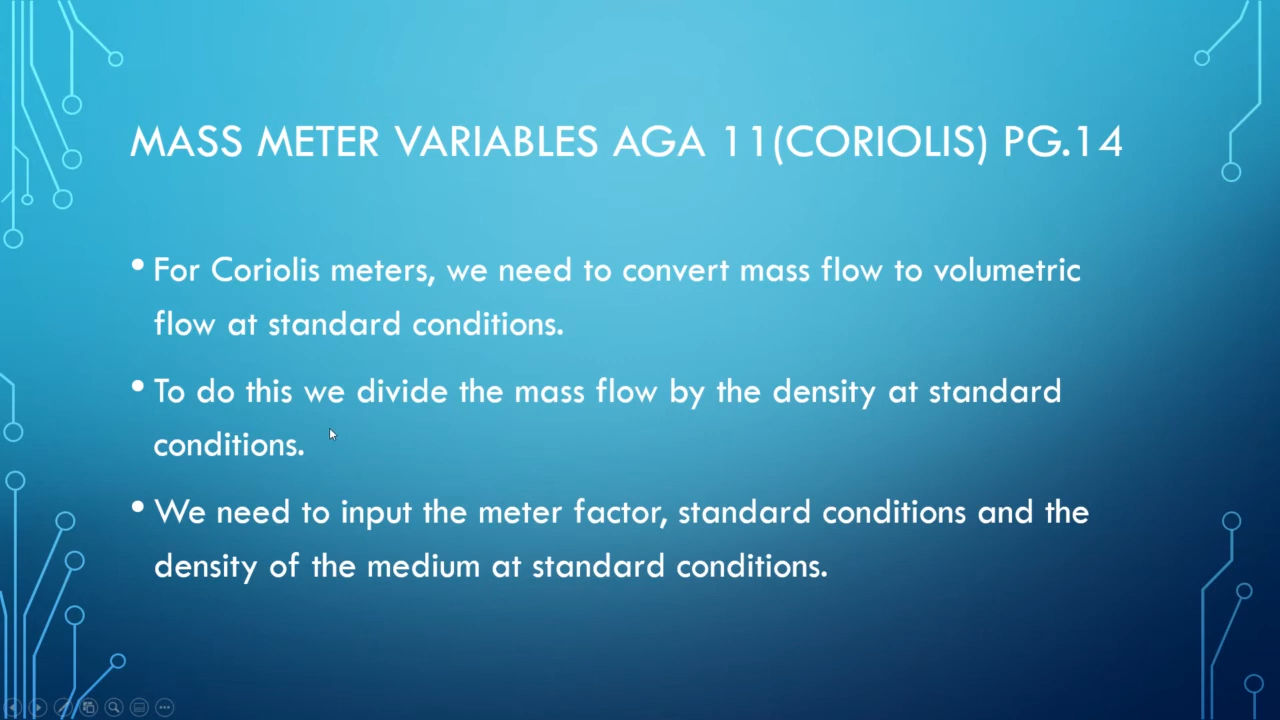 MASS METER VARIABLES AGA 11(CORIOLIS) PG.14
• For Coriolis meters, we need to convert mass flow to volumetric
flow at standard conditions.
• To do this we divide the mass flow by the density at standard
conditions.
• We need to input the meter factor, standard conditions and the
density of the medium at standard conditions.